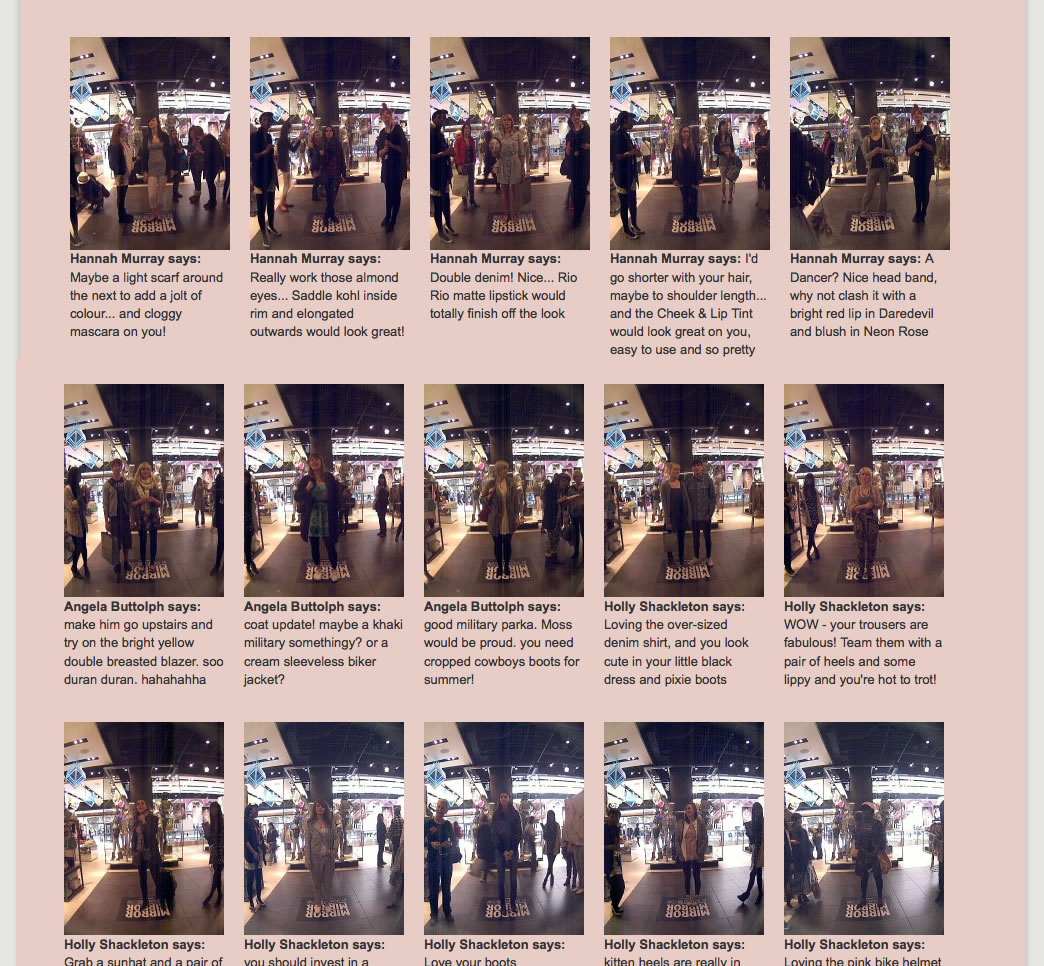 Hannah Murray says:
Maybe a light scarf around
the next to add a jolt of
colour... and cloggy
mascara on you!
Hannah Murray says:
Really work those almond
eyes... Saddle kohl inside
rim and elongated
outwards would look great!
Hannah Murray says:
Double denim! Nice... Rio
Rio matte lipstick would
totally finish off the look
Hannah Murray says: I'd
go shorter with your hair,
maybe to shoulder length...
and the Cheek & Lip Tint
would look great on you,
easy to use and so pretty
Hannah Murray says: A
Dancer? Nice head band,
why not clash it with a
bright red lip in Daredevil
and blush in Neon Rose
Angela Buttolph says:
make him go upstairs and
try on the bright yellow
double breasted blazer. soo
duran duran. hahahahha
Angela Buttolph says:
coat update! maybe a khaki
military somethingy? or a
cream sleeveless biker
jacket?
Angela Buttolph says:
good military parka. Moss
would be proud. you need
cropped cowboys boots for
summer!
Holly Shackleton says:
Loving the over-sized
denim shirt, and you look
cute in your little black
dress and pixie boots
Holly Shackleton says:
WOW - your trousers are
fabulous! Team them with a
pair of heels and some
lippy and you're hot to trot!
Holly Shackleton says:
Grab a sunhat and a pair of
Holly Shackleton says:
you should invest in a
Holly Shackleton says:
Love your boots
Holly Shackleton says:
kitten heels are really in
Holly Shackleton says:
Loving the pink bike helmet